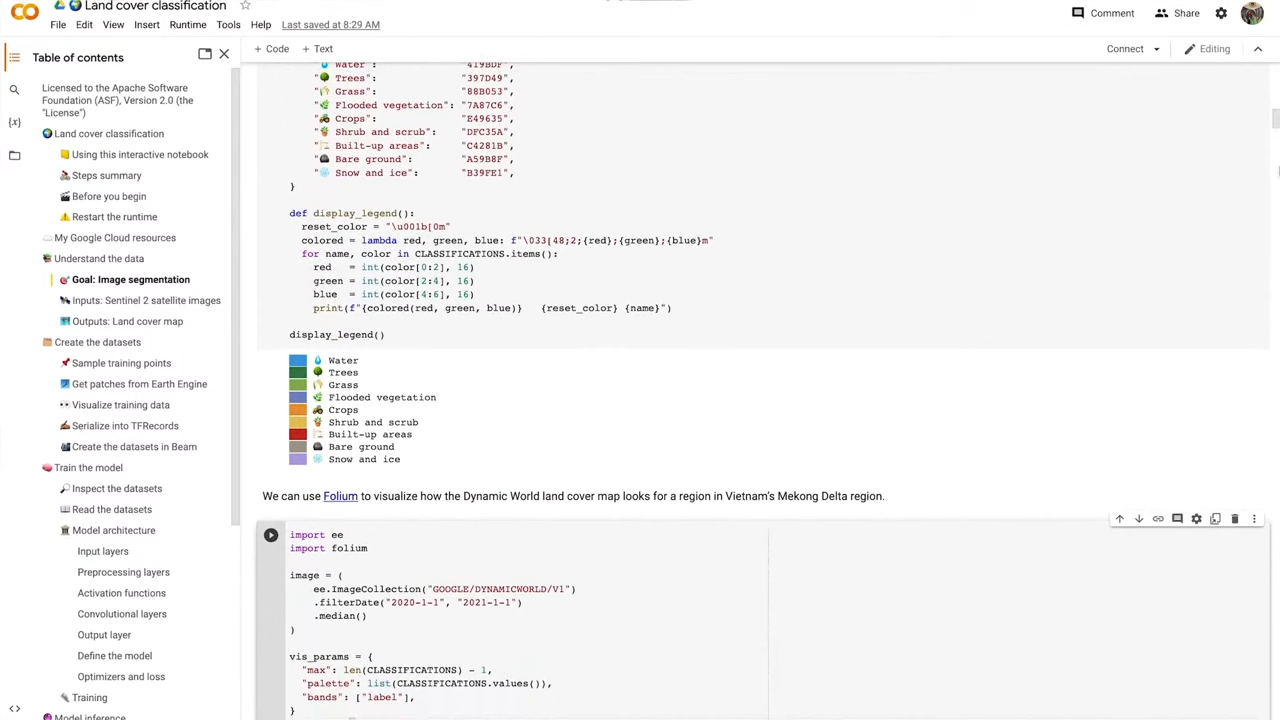 Land cover classification
File Edit View Insert Runtime Tools Help Last saved at 8:29 AM
Comment Share
+ Code + Text
Connect Editing
Table of contents
Licensed to the Apache Software
Foundation (ASF), Version 2.0 (the
"License")
Land cover classification
Using this interactive notebook
Steps summary
Before you begin
Restart the runtime
My Google Cloud resources
Understand the data
Goal: Image segmentation
Inputs: Sentinel 2 satellite images
Outputs: Land cover map
Create the datasets
Sample training points
Get patches from Earth Engine
Visualize training data
Serialize into TFRecords
Create the datasets in Beam
Train the model
Inspect the datasets
Read the datasets
Model architecture
Input layers
Preprocessing layers
Activation functions
Convolutional layers
Output layer
Define the model
Optimizers and loss
Training
Model inference
"💧 Water": "419BDF",
"🌳 Trees": "397D49",
"🌾 Grass": "88B053",
"🌿 Flooded vegetation": "7A87C6",
"🚜 Crops": "E49635",
"🪴 Shrub and scrub": "DFC35A",
"🏗️ Built-up areas": "C4281B",
"🪨 Bare ground": "A59B8F",
"❄️ Snow and ice": "B39FE1",
}
def display_legend():
reset_color = "\u001b[0m"
colored = lambda red, green, blue: f"\033[48;2;{red};{green};{blue}m"
for name, color in CLASSIFICATIONS.items():
red = int(color[0:2], 16)
green = int(color[2:4], 16)
blue = int(color[4:6], 16)
print(f"{colored(red, green, blue)} {reset_color} {name}")
display_legend()
💧 Water
🌳 Trees
🌾 Grass
🌿 Flooded vegetation
🚜 Crops
🪴 Shrub and scrub
🏗️ Built-up areas
🪨 Bare ground
❄️ Snow and ice
We can use Folium to visualize how the Dynamic World land cover map looks for a region in Vietnam's Mekong Delta region.
import ee
import folium
image = (
ee.ImageCollection("GOOGLE/DYNAMICWORLD/V1")
.filterDate("2020-1-1", "2021-1-1")
.median()
)
vis_params = {
"max": len(CLASSIFICATIONS) - 1,
"palette": list(CLASSIFICATIONS.values()),
"bands": ["label"],
}